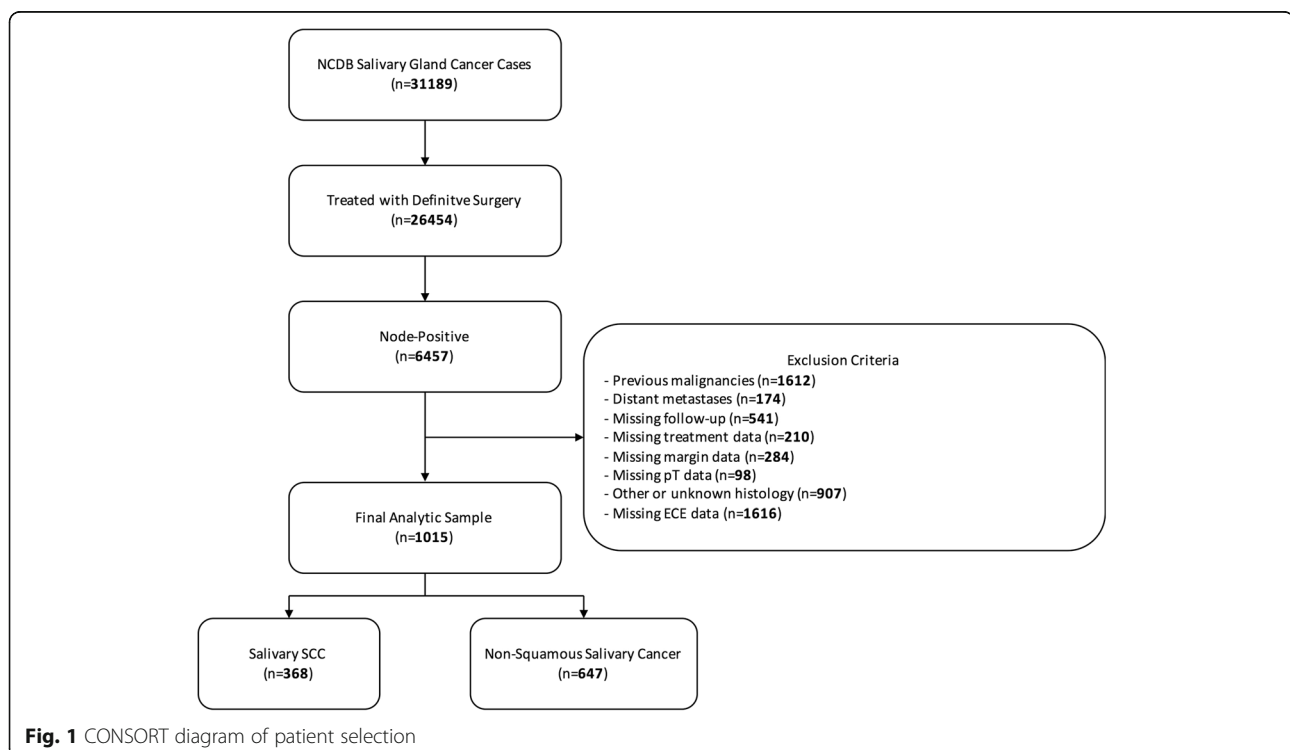 NCDB Salivary Gland Cancer Cases
(n=31189)
Treated with Definitve Surgery
(n=26454)
Node-Positive
(n=6457)
Exclusion Criteria
- Previous malignancies (n=1612)
- Distant metastases (n=174)
- Missing follow-up (n=541)
- Missing treatment data (n=210)
- Missing margin data (n=284)
- Missing pT data (n=98)
- Other or unknown histology (n=907)
- Missing ECE data (n=1616)
Final Analytic Sample
(n=1015)
Salivary SCC
(n=368)
Non-Squamous Salivary Cancer
(n=647)
Fig. 1 CONSORT diagram of patient selection